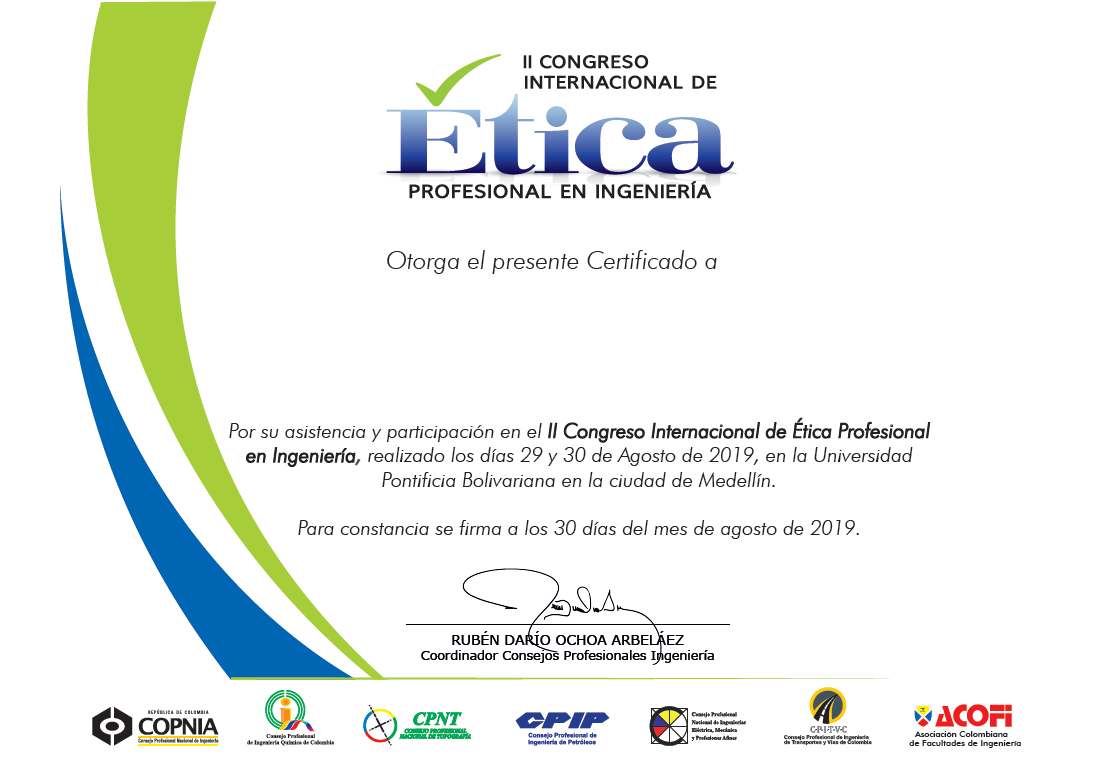 II CONGRESO
INTERNACIONAL DE
Ética
PROFESIONAL EN INGENIERÍA
Otorga el presente Certificado a
Por su asistencia y participación en el II Congreso Internacional de Ética Profesional
en Ingeniería, realizado los días 29 y 30 de Agosto de 2019, en la Universidad
Pontificia Bolivariana en la ciudad de Medellín.
Para constancia se firma a los 30 días del mes de agosto de 2019.
RUBÉN DARÍO OCHOA ARBELÁEZ
Coordinador Consejos Profesionales Ingeniería
REPÚBLICA DE COLOMBIA
COPNIA
Consejo Profesional Nacional de Ingeniería
Consejo Profesional
de Ingeniería Química de Colombia
CPNT
CONSEJO PROFESIONAL
NACIONAL DE TOPOGRAFÍA
CPIP
Consejo Profesional de
Ingeniería de Petróleos
Consejo Profesional
Nacional de Ingenierías
Eléctrica, Mecánica
y Profesiones Afines
C·P·I·T·V·C
Consejo Profesional de Ingeniería
de Transportes y Vías de Colombia
ACOFI
Asociación Colombiana
de Facultades de Ingeniería